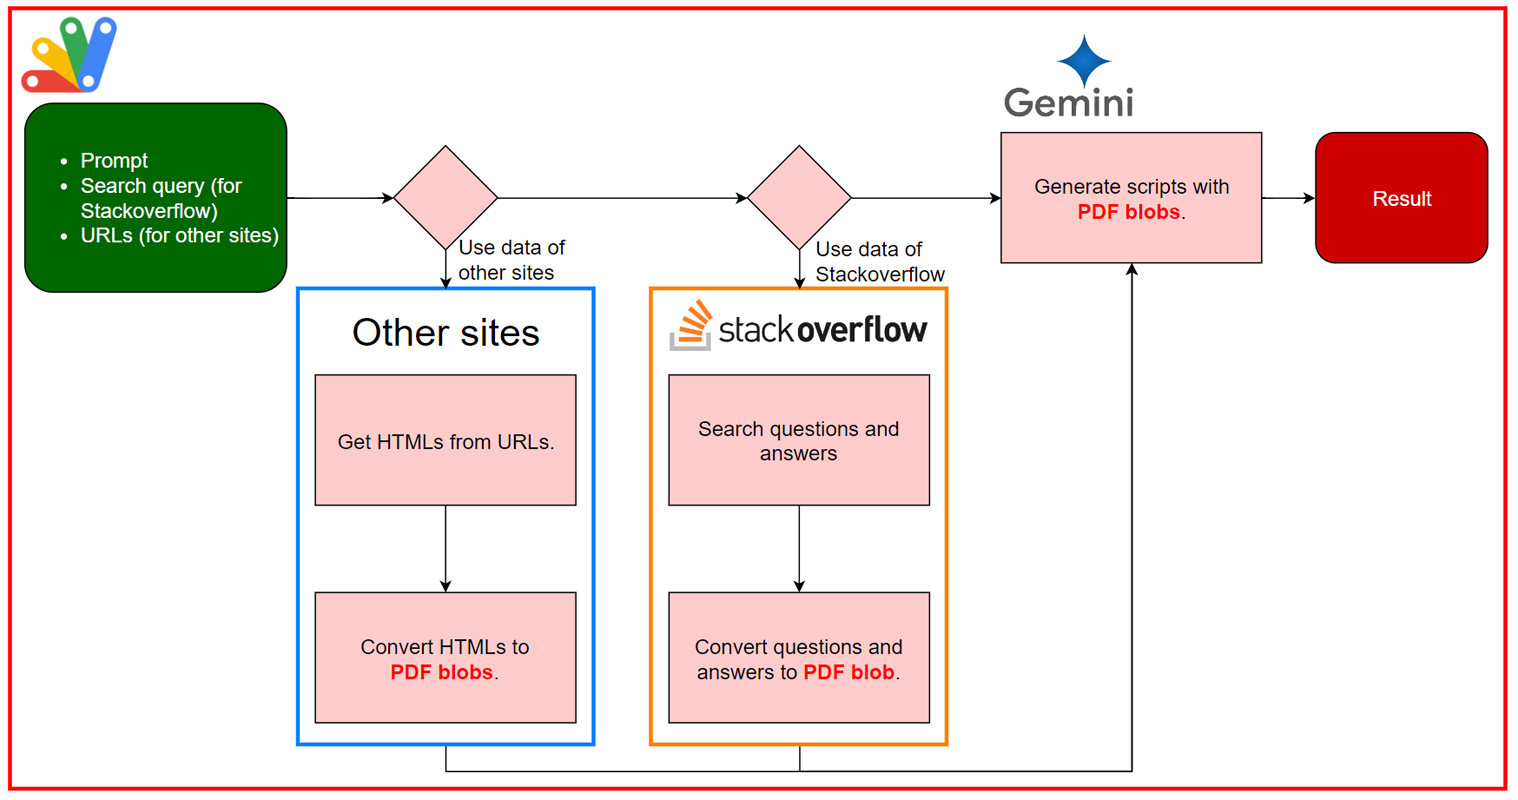 Gemini
• Prompt
• Search query (for
Stackoverflow)
• URLs (for other sites)
Generate scripts with
PDF blobs.
Result
Use data of
other sites
Use data of
Stackoverflow
Other sites
Get HTMLs from URLs.
Convert HTMLs to
PDF blobs.
stackoverflow
Search questions and
answers
Convert questions and
answers to PDF blob.